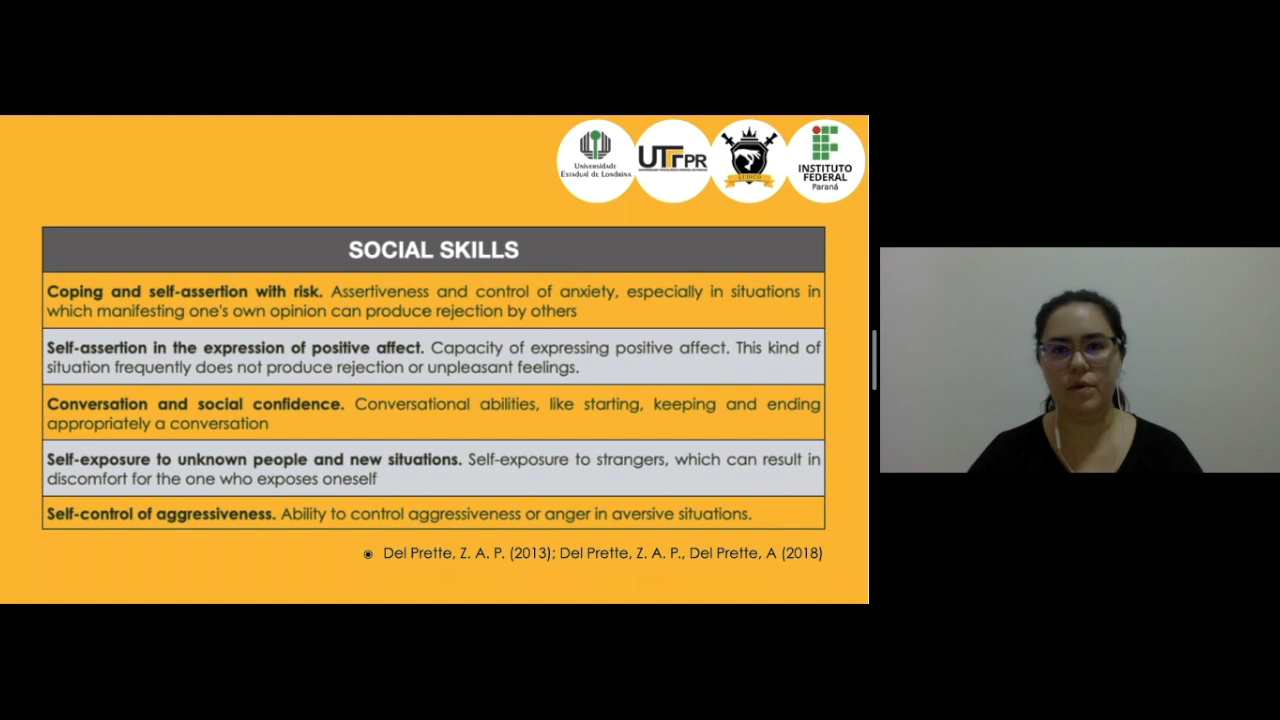 Universidade
Estadual de Londrina
UTFPR
UNIVERSIDADE TECNOLÓGICA FEDERAL DO PARANÁ
LUDICO
INSTITUTO
FEDERAL
Paraná
SOCIAL SKILLS
Coping and self-assertion with risk. Assertiveness and control of anxiety, especially in situations in
which manifesting one's own opinion can produce rejection by others
Self-assertion in the expression of positive affect. Capacity of expressing positive affect. This kind of
situation frequently does not produce rejection or unpleasant feelings.
Conversation and social confidence. Conversational abilities, like starting, keeping and ending
appropriately a conversation
Self-exposure to unknown people and new situations. Self-exposure to strangers, which can result in
discomfort for the one who exposes oneself
Self-control of aggressiveness. Ability to control aggressiveness or anger in aversive situations.
Del Prette, Z. A. P. (2013); Del Prette, Z. A. P., Del Prette, A (2018)